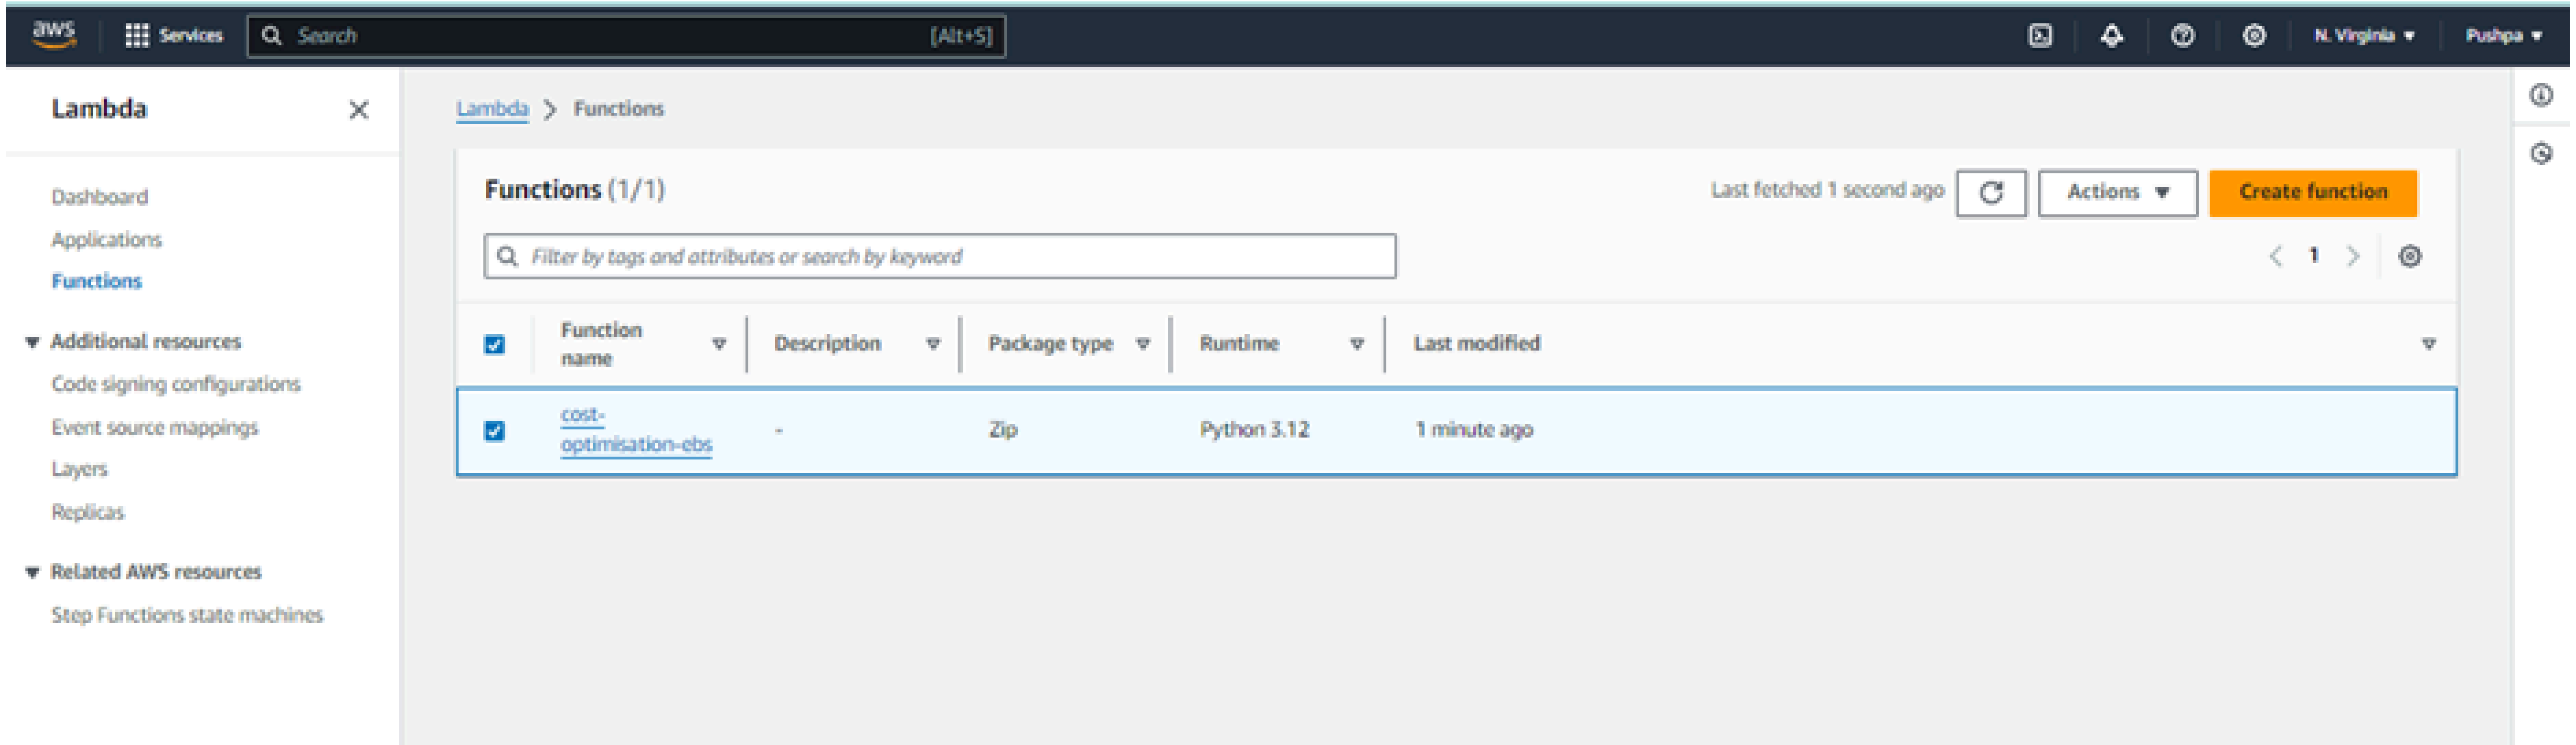 aws
Services
Search
[Alt+S]
N. Virginia
Pushpa
Lambda
Dashboard
Applications
Functions
Additional resources
Code signing configurations
Event source mappings
Layers
Replicas
Related AWS resources
Step Functions state machines
Lambda > Functions
Functions (1/1)
Last fetched 1 second ago
Actions
Create function
Filter by tags and attributes or search by keyword
1
Function
name
Description
Package type
Runtime
Last modified
cost-
optimisation-ebs
-
Zip
Python 3.12
1 minute ago